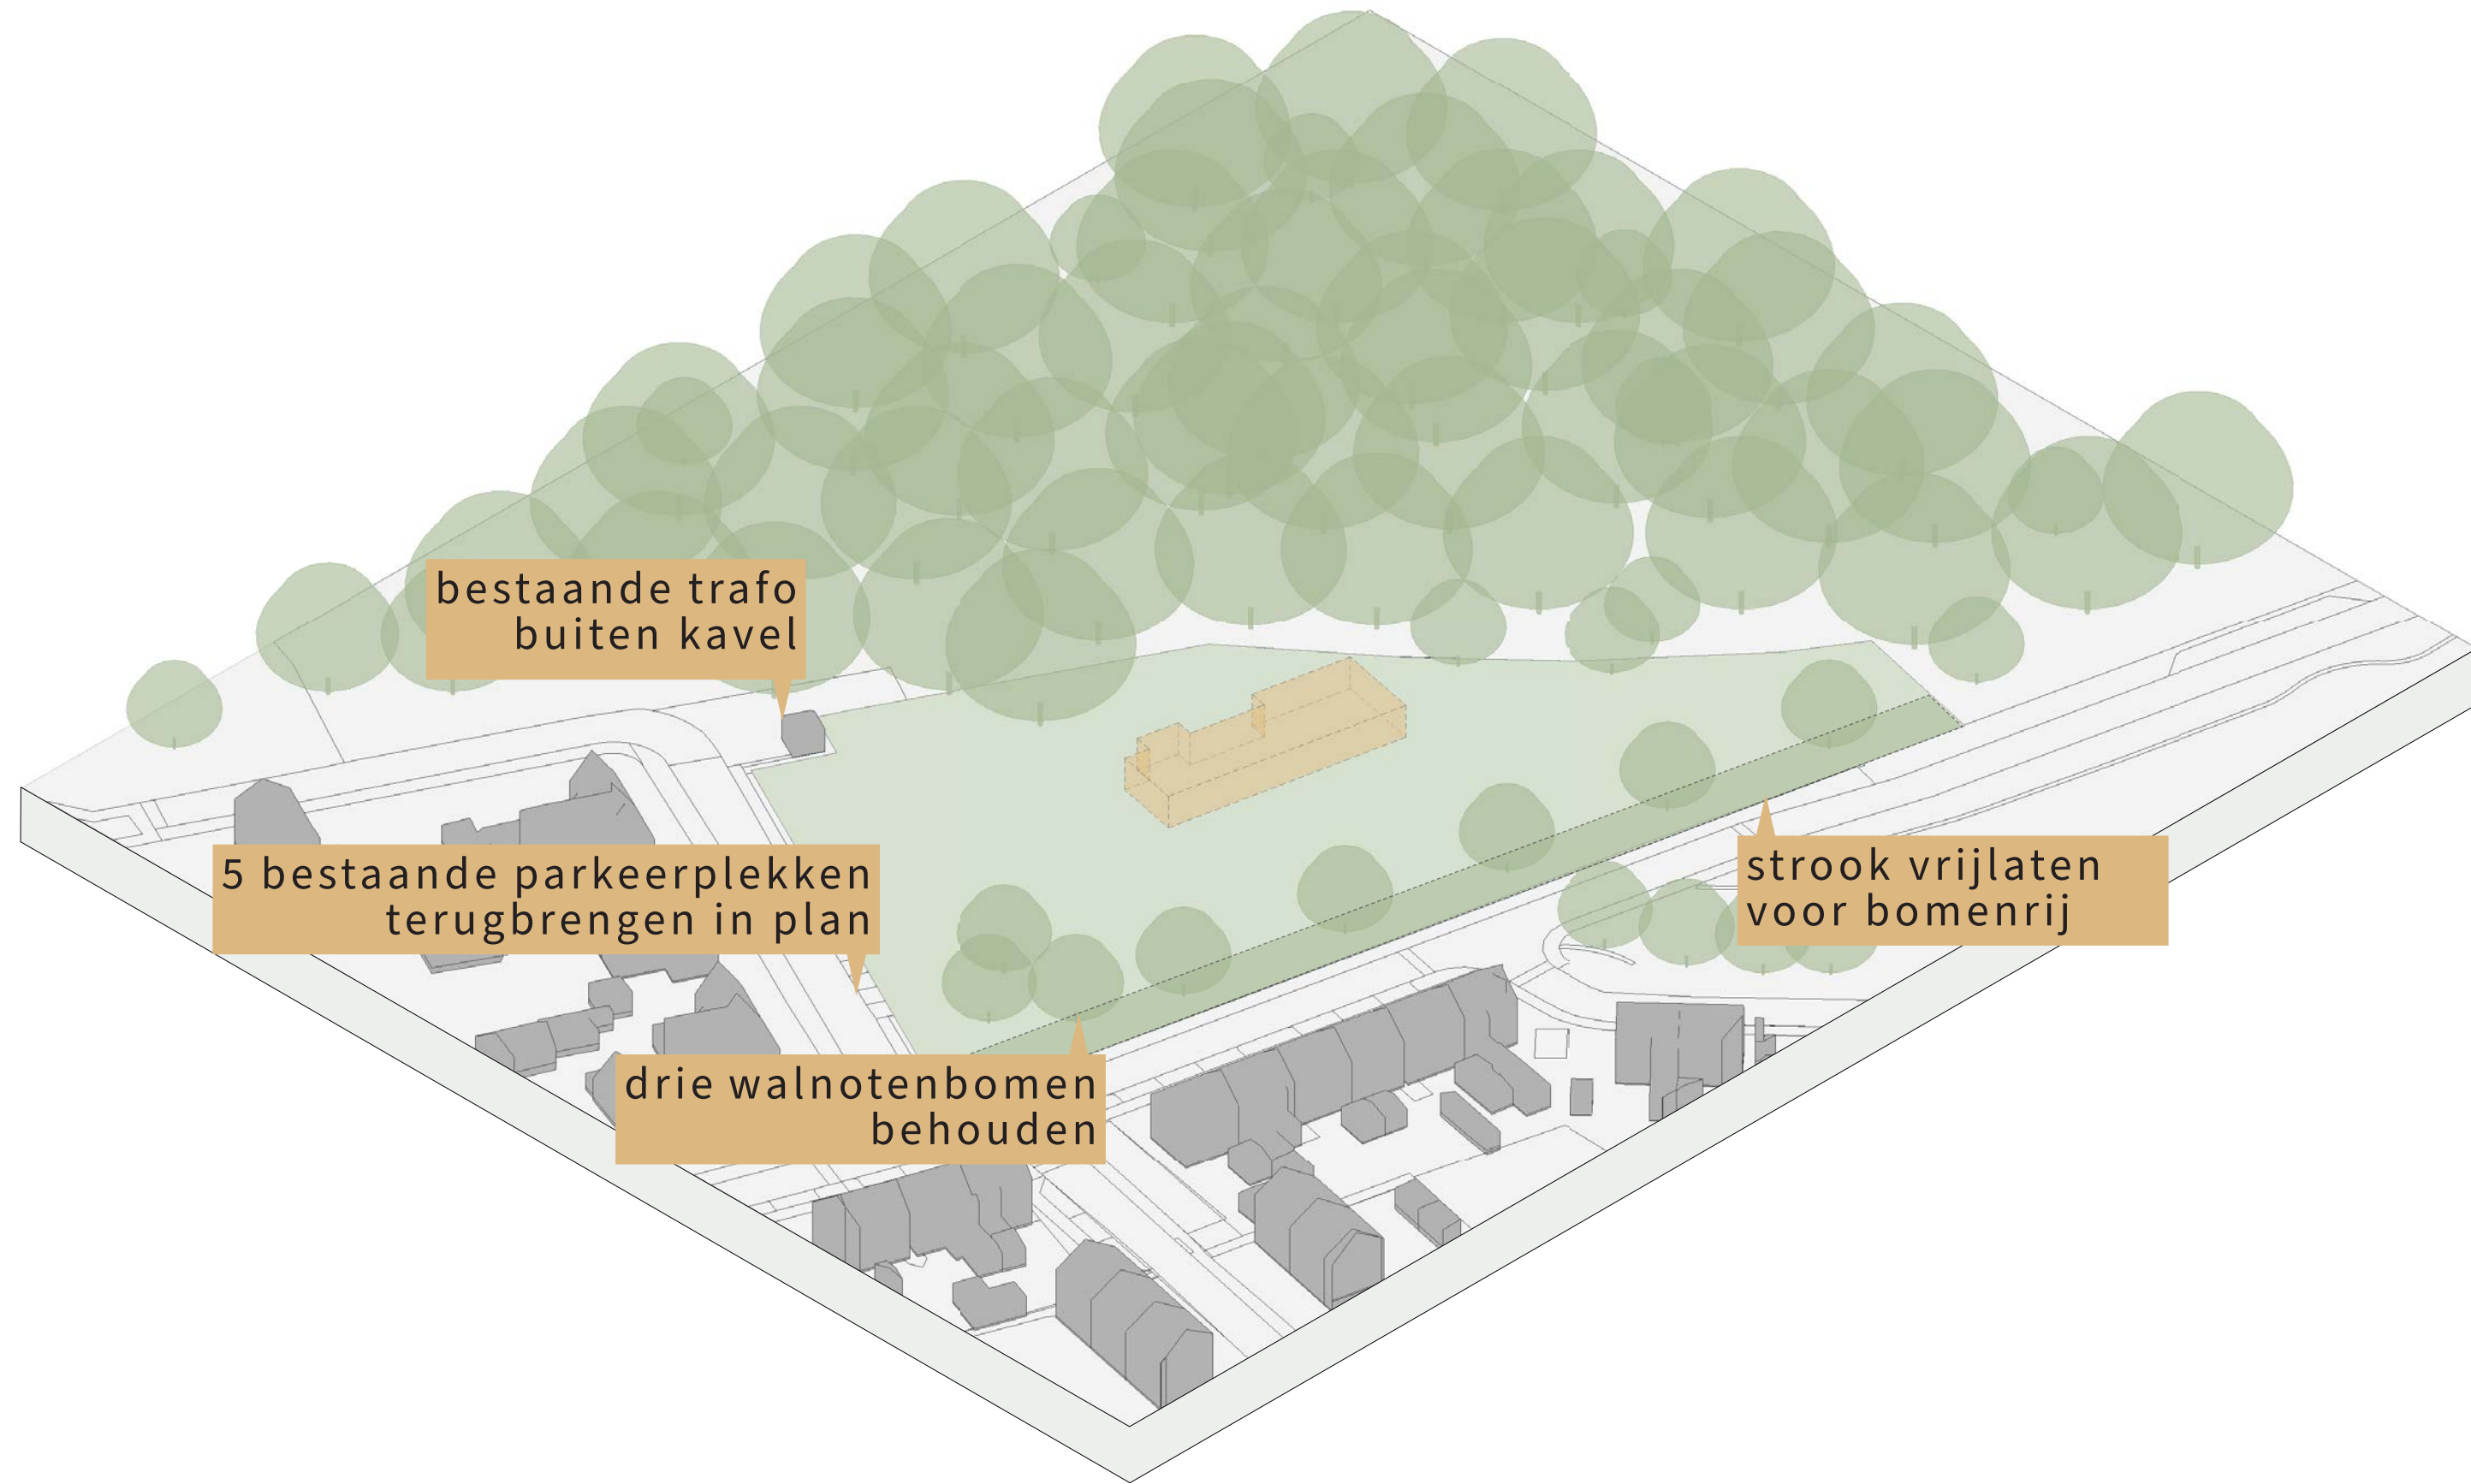 bestaande trafo
buiten kavel
5 bestaande parkeerplekken
terugbrengen in plan
strook vrijlaten
voor bomenrij
drie walnotenbomen
behouden